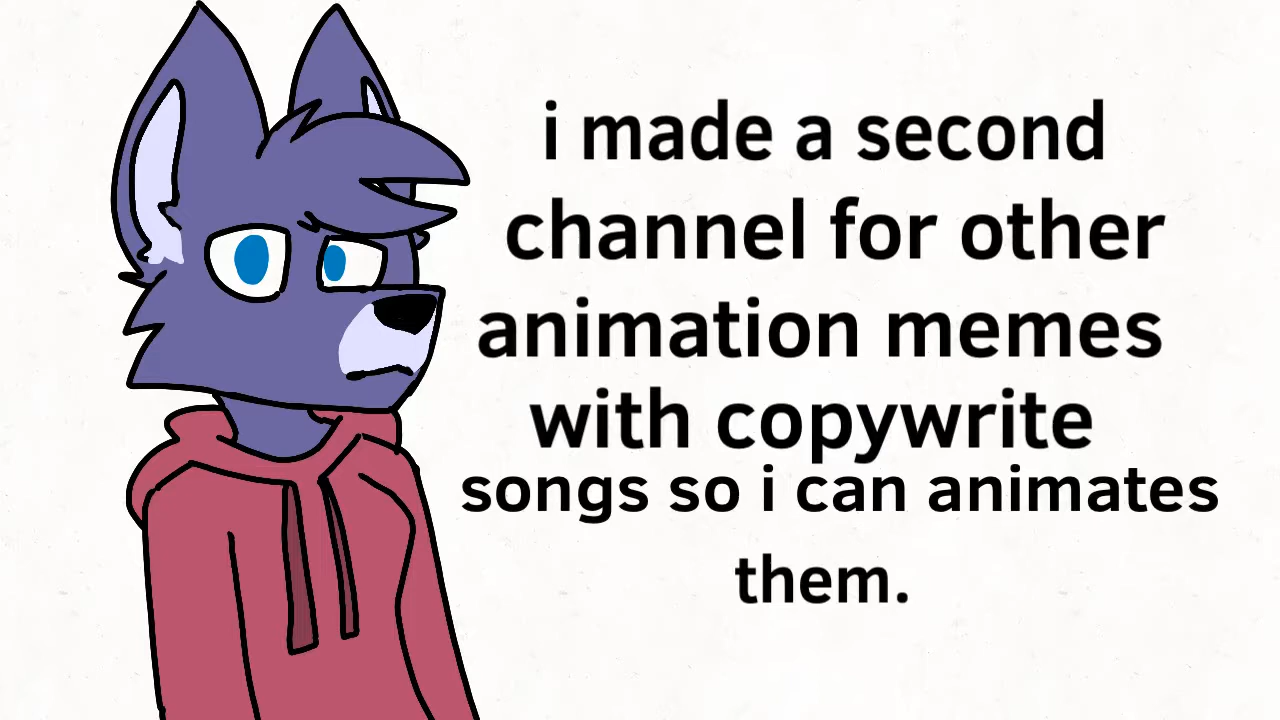 i made a second
channel for other
animation memes
with copywrite
songs so i can animates
them.